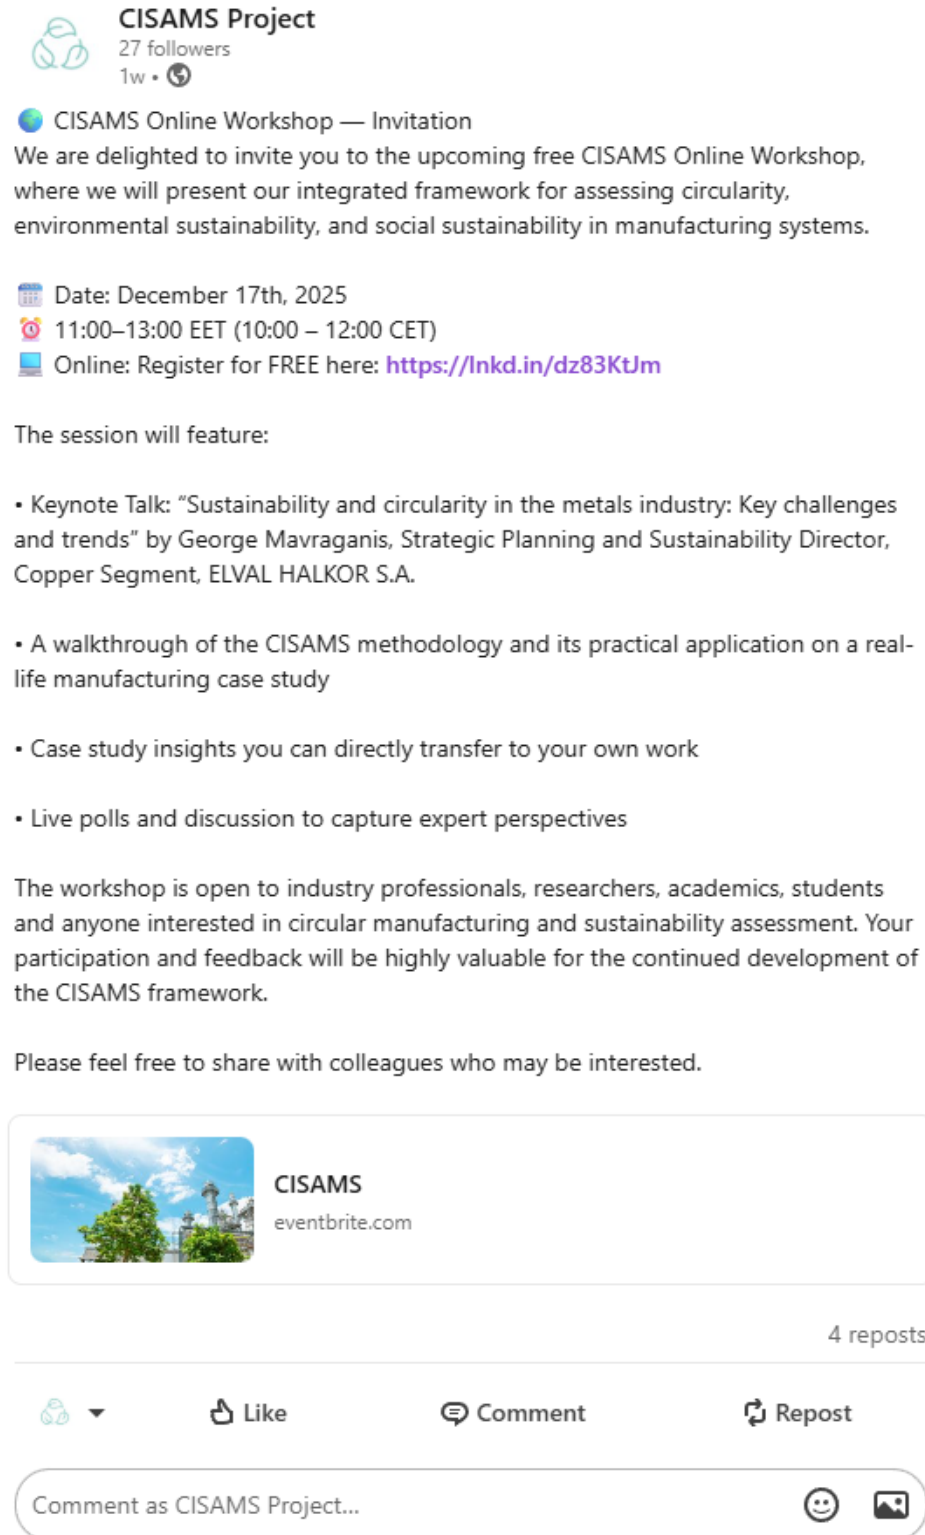 CISAMS Project
27 followers
1w •
CISAMS Online Workshop — Invitation
We are delighted to invite you to the upcoming free CISAMS Online Workshop,
where we will present our integrated framework for assessing circularity,
environmental sustainability, and social sustainability in manufacturing systems.
Date: December 17th, 2025
11:00–13:00 EET (10:00 – 12:00 CET)
Online: Register for FREE here: https://lnkd.in/dz83KtJm
The session will feature:
• Keynote Talk: “Sustainability and circularity in the metals industry: Key challenges
and trends” by George Mavraganis, Strategic Planning and Sustainability Director,
Copper Segment, ELVAL HALKOR S.A.
• A walkthrough of the CISAMS methodology and its practical application on a real-
life manufacturing case study
• Case study insights you can directly transfer to your own work
• Live polls and discussion to capture expert perspectives
The workshop is open to industry professionals, researchers, academics, students
and anyone interested in circular manufacturing and sustainability assessment. Your
participation and feedback will be highly valuable for the continued development of
the CISAMS framework.
Please feel free to share with colleagues who may be interested.
CISAMS
eventbrite.com
4 reposts
Like Comment Repost
Comment as CISAMS Project...